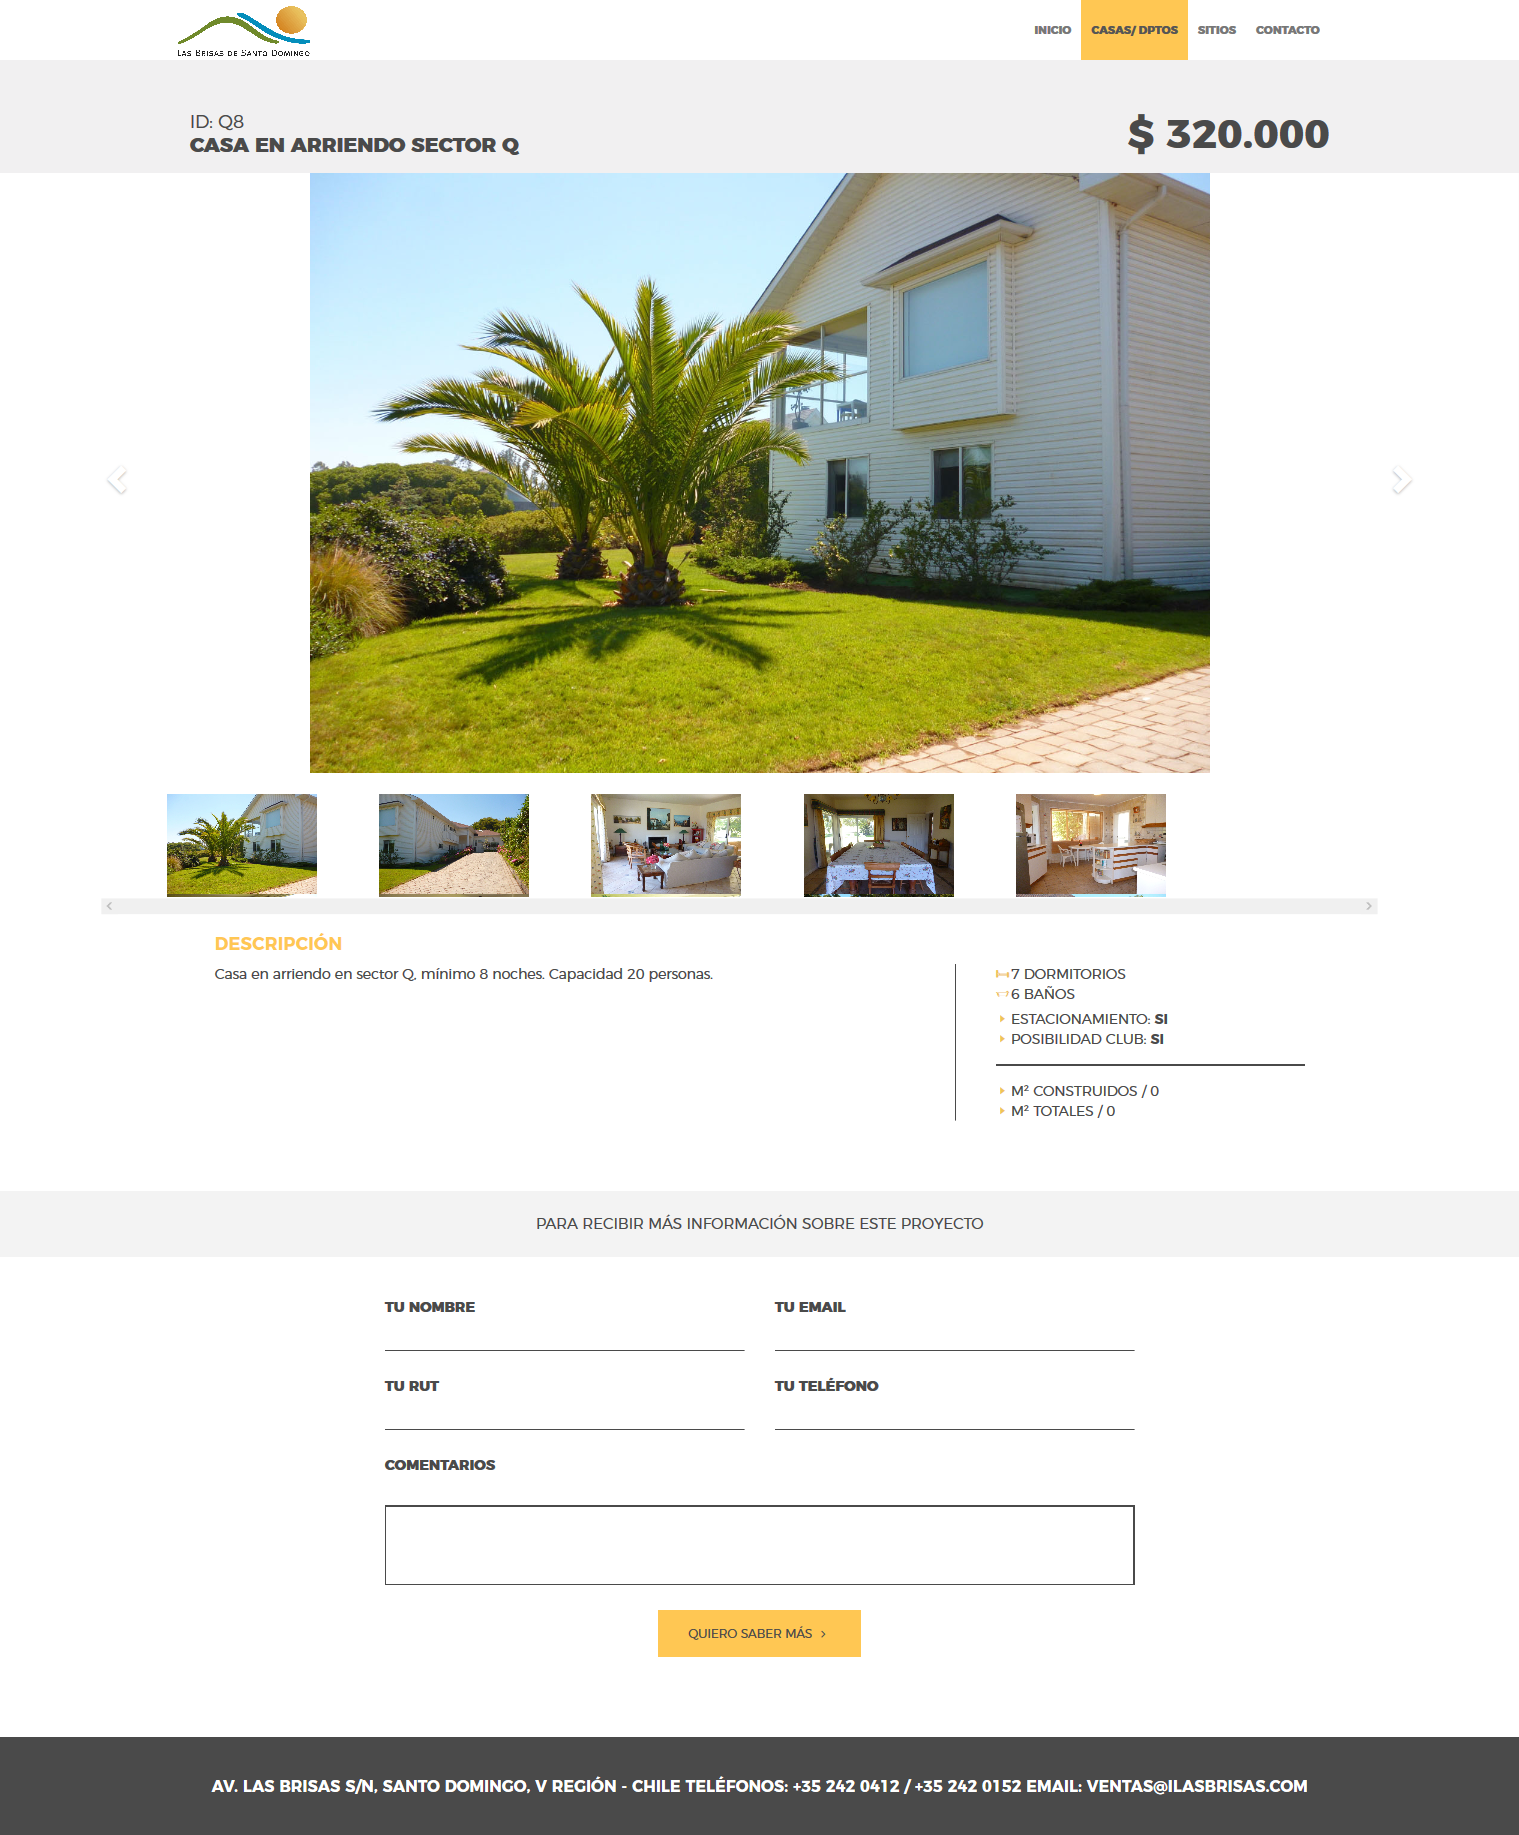 LAS BRISAS DE SANTO DOMINGO
INICIO
CASAS/ DPTOS
SITIOS
CONTACTO
ID: Q8
CASA EN ARRIENDO SECTOR Q
$ 320.000
DESCRIPCIÓN
Casa en arriendo en sector Q, mínimo 8 noches. Capacidad 20 personas.
7 DORMITORIOS
6 BAÑOS
ESTACIONAMIENTO: SI
POSIBILIDAD CLUB: SI
M² CONSTRUIDOS / 0
M² TOTALES / 0
PARA RECIBIR MÁS INFORMACIÓN SOBRE ESTE PROYECTO
TU NOMBRE
TU EMAIL
TU RUT
TU TELÉFONO
COMENTARIOS
QUIERO SABER MÁS
AV. LAS BRISAS S/N, SANTO DOMINGO, V REGIÓN - CHILE TELÉFONOS: +35 242 0412 / +35 242 0152 EMAIL: VENTAS@ILASBRISAS.COM